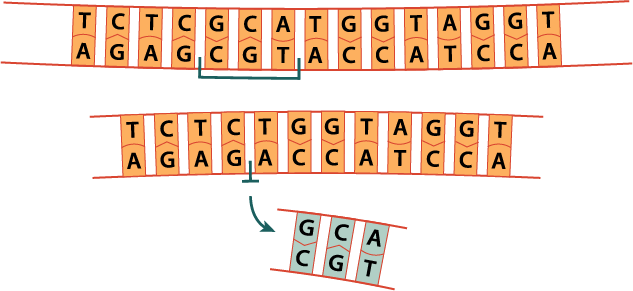 T C T C G C A T G G T A G G T
A G A G C G T A C C A T C C A
T C T C T G G T A G G T
A G A G A C C A T C C A
G C A
C G T